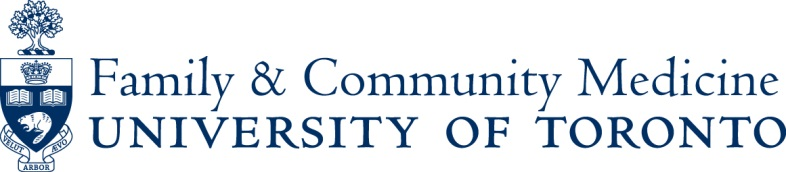 Family & Community Medicine
UNIVERSITY OF TORONTO
VELUT ARBOR ÆVO